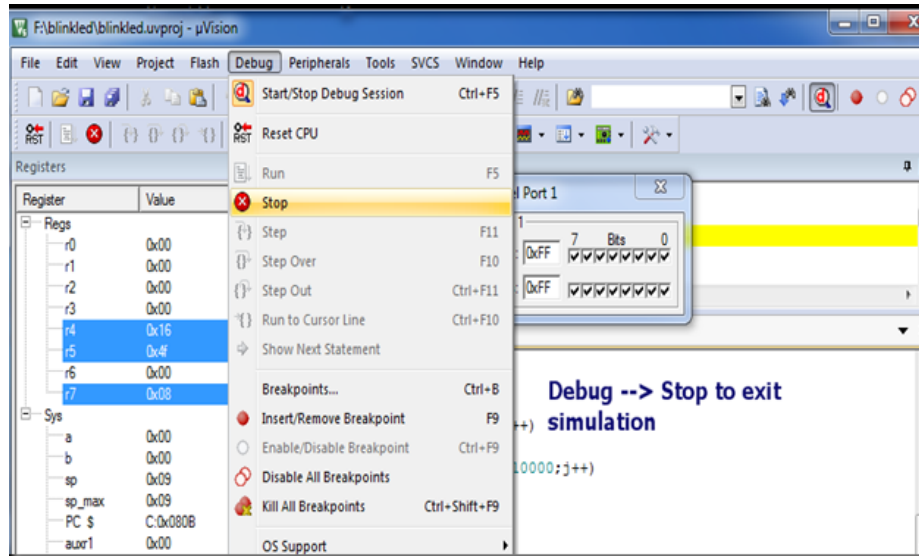 F:\blinkled\blinkled.uvproj - µVision
File Edit View Project Flash Debug Peripherals Tools SVCS Window Help
Start/Stop Debug Session Ctrl+F5
RST Reset CPU
Run F5
Stop
Step F11
Step Over F10
Step Out Ctrl+F11
Run to Cursor Line Ctrl+F10
Show Next Statement
Breakpoints... Ctrl+B
Insert/Remove Breakpoint F9
Enable/Disable Breakpoint Ctrl+F9
Disable All Breakpoints
Kill All Breakpoints Ctrl+Shift+F9
OS Support
RST
Registers
Register Value
Regs
r0 0x00
r1 0x00
r2 0x00
r3 0x00
r4 0x16
r5 0x4f
r6 0x00
r7 0x08
Sys
a 0x00
b 0x00
sp 0x09
sp_max 0x09
PC $ C:0x080B
auxr1 0x00
Port 1
1
7 Bits 0
0xFF
0xFF
Debug --> Stop to exit
simulation
++)
10000;j++)